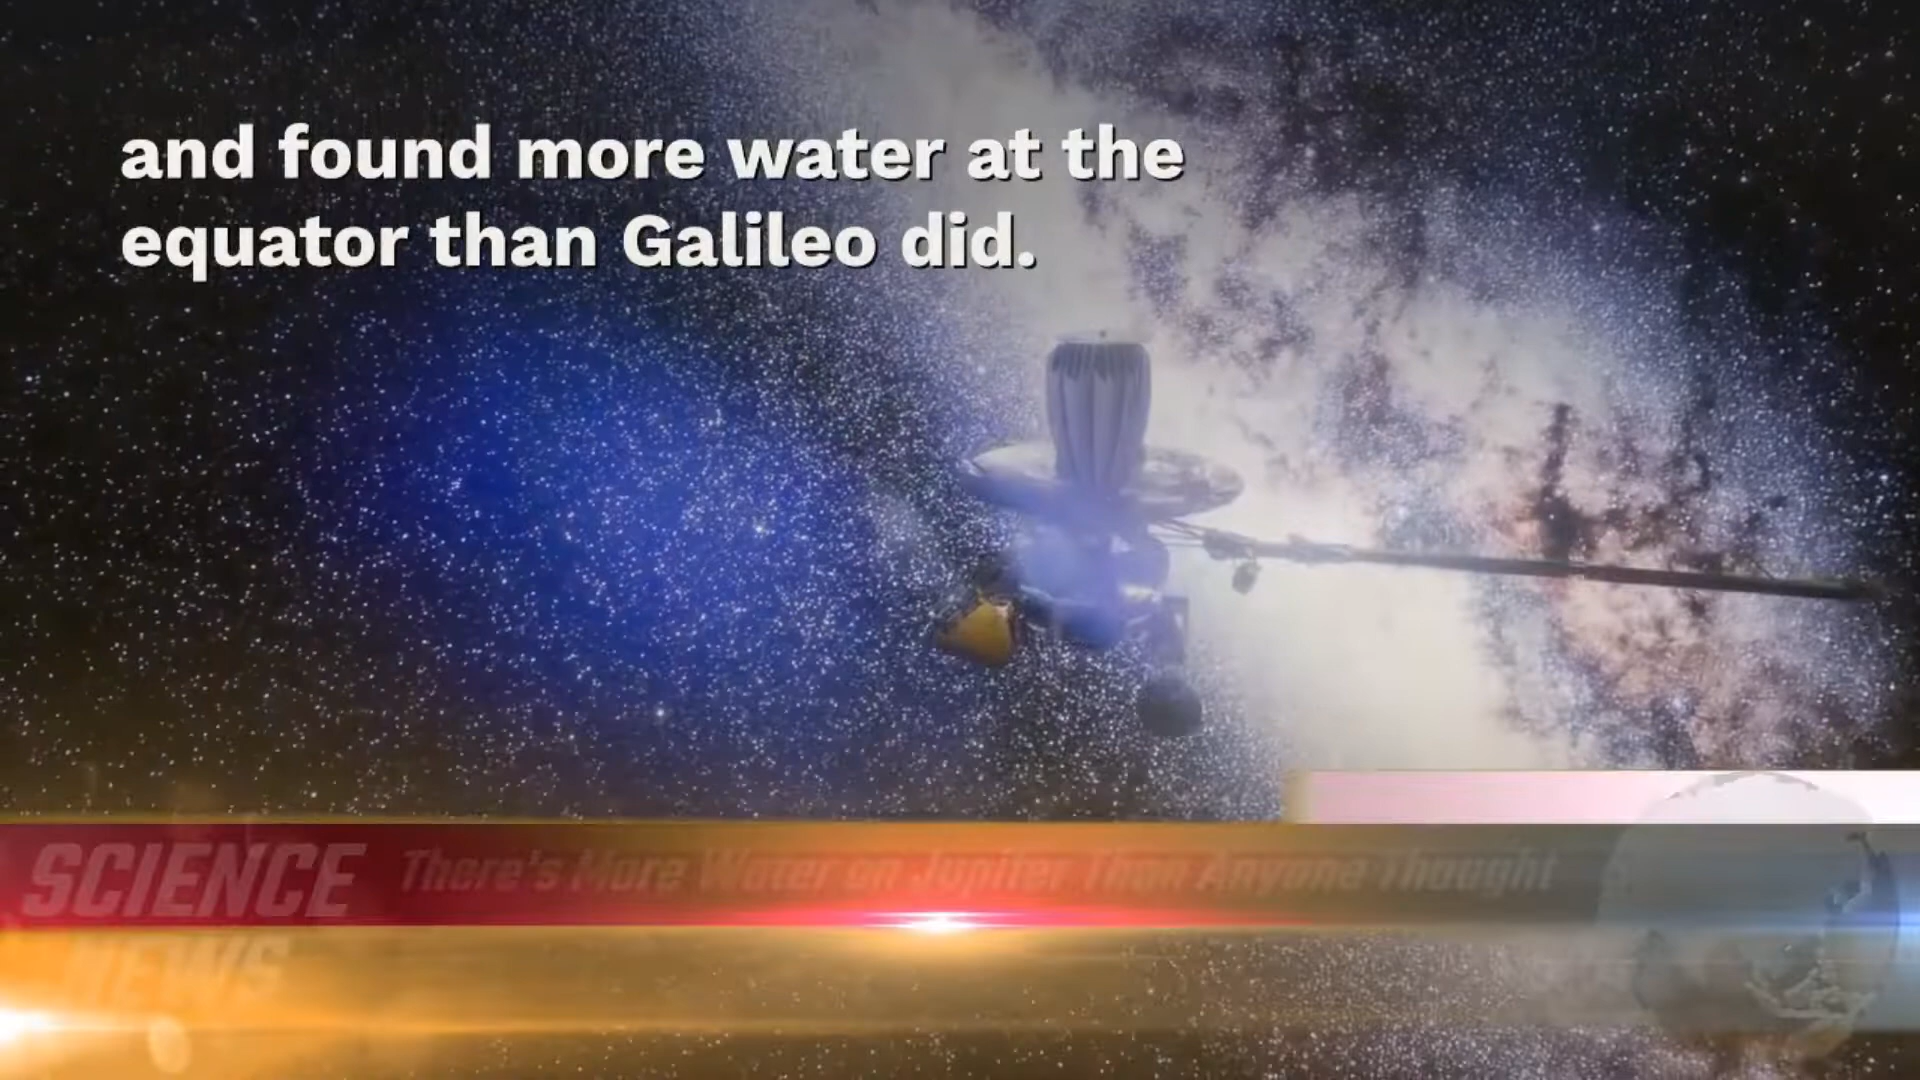 and found more water at the
equator than Galileo did.
SCIENCE
There's More Water on Jupiter Than Anyone Thought
NEWS